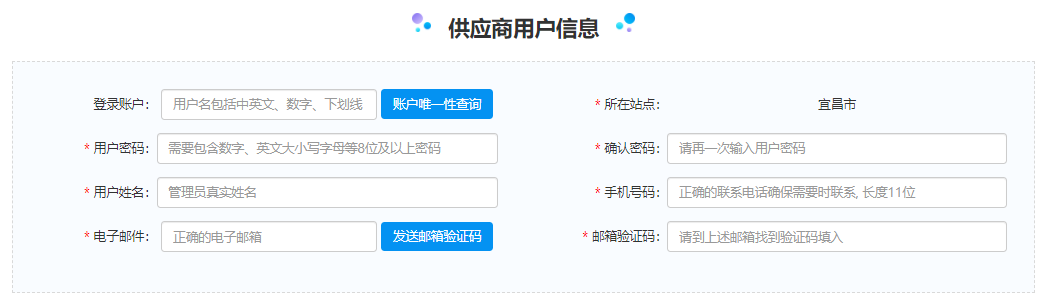 供应商用户信息
登录账户： 用户名包括中英文、数字、下划线 账户唯一性查询 * 所在站点： 宜昌市
* 用户密码： 需要包含数字、英文大小写字母等8位及以上密码 * 确认密码： 请再一次输入用户密码
* 用户姓名： 管理员真实姓名 * 手机号码： 正确的联系电话确保需要时联系, 长度11位
* 电子邮件： 正确的电子邮箱 发送邮箱验证码 * 邮箱验证码： 请到上述邮箱找到验证码填入